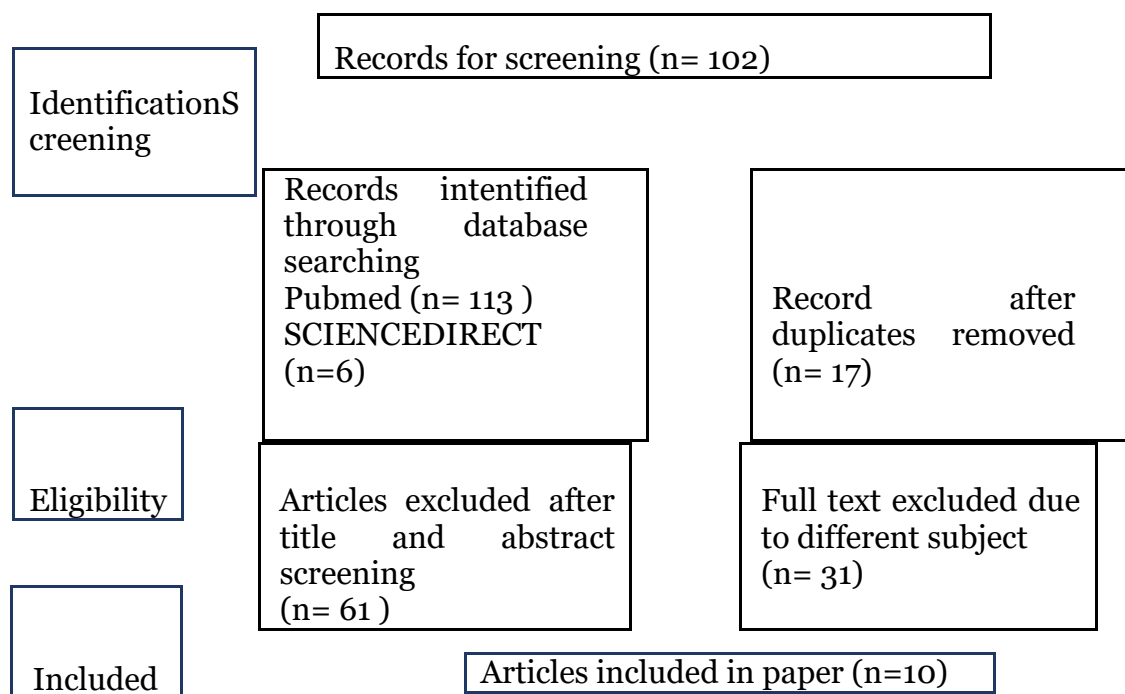 Records for screening (n= 102)
IdentificationS
creening
Records intentified
through database
searching
Pubmed (n= 113 )
SCIENCEDIRECT
(n=6)
Record after
duplicates removed
(n= 17)
Eligibility
Articles excluded after
title and abstract
screening
(n= 61 )
Full text excluded due
to different subject
(n= 31)
Included
Articles included in paper (n=10)